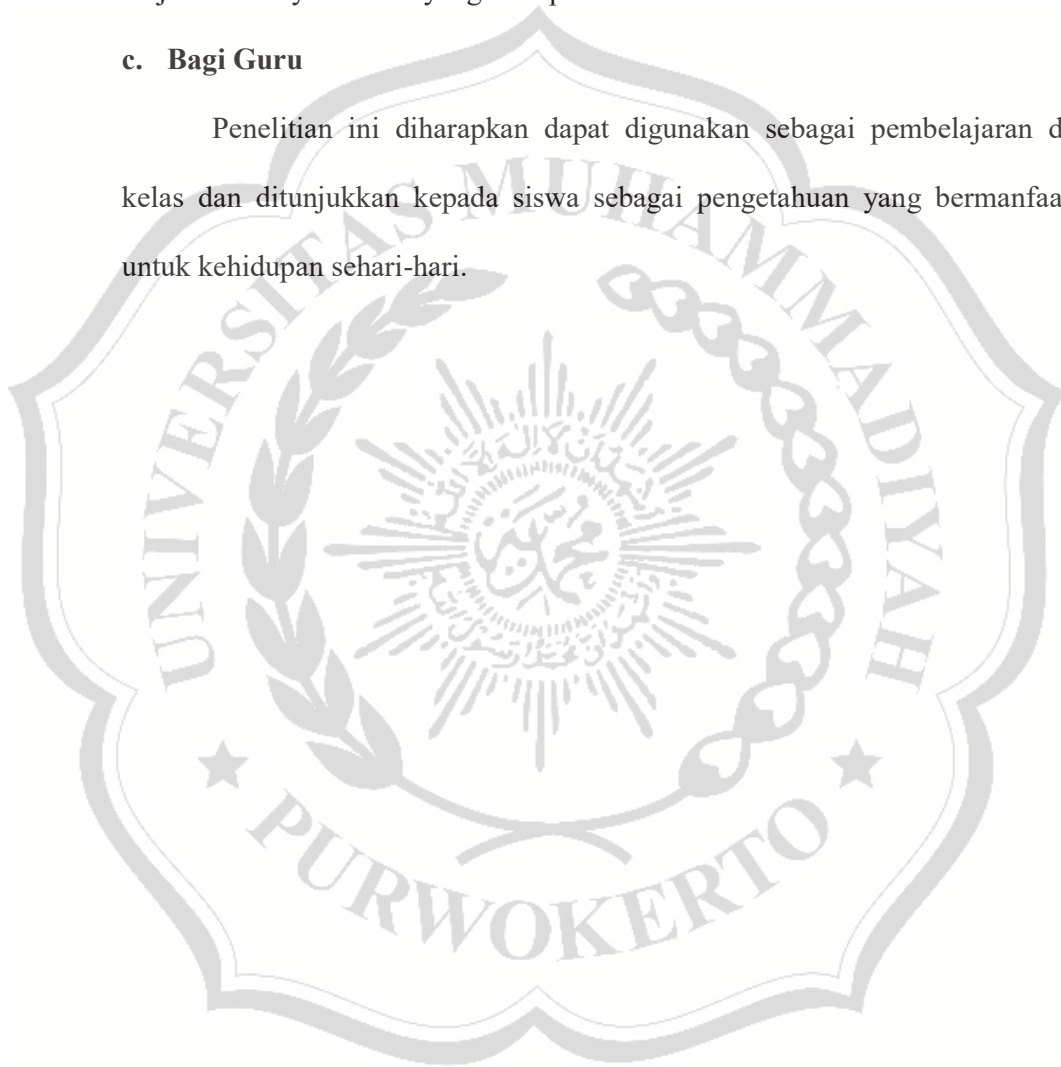 c. Bagi Guru
Penelitian ini diharapkan dapat digunakan sebagai pembelajaran d
kelas dan ditunjukkan kepada siswa sebagai pengetahuan yang bermanfaa
untuk kehidupan sehari-hari.
UNIVERSITAS MUHAMMADIYAH
PURWOKERTO